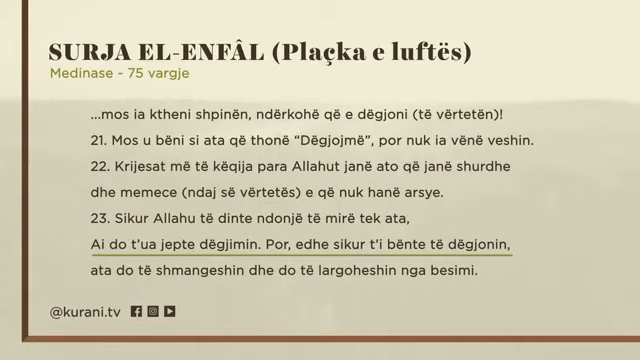 SURJA EL-ENFÂL (Plaçka e luftës)
Medinase - 75 vargje
...mos ia ktheni shpinën, ndërkohë që e dëgjoni (të vërtetën)!
21. Mos u bëni si ata që thonë “Dëgjojmë”, por nuk ia vënë veshin.
22. Krijesat më të këqija para Allahut janë ato që janë shurdhe
dhe memece (ndaj së vërtetës) e që nuk hanë arsye.
23. Sikur Allahu të dinte ndonjë të mirë tek ata,
Ai do t’ua jepte dëgjimin. Por, edhe sikur t’i bënte të dëgjonin,
ata do të shmangeshin dhe do të largoheshin nga besimi.
@kurani.tv